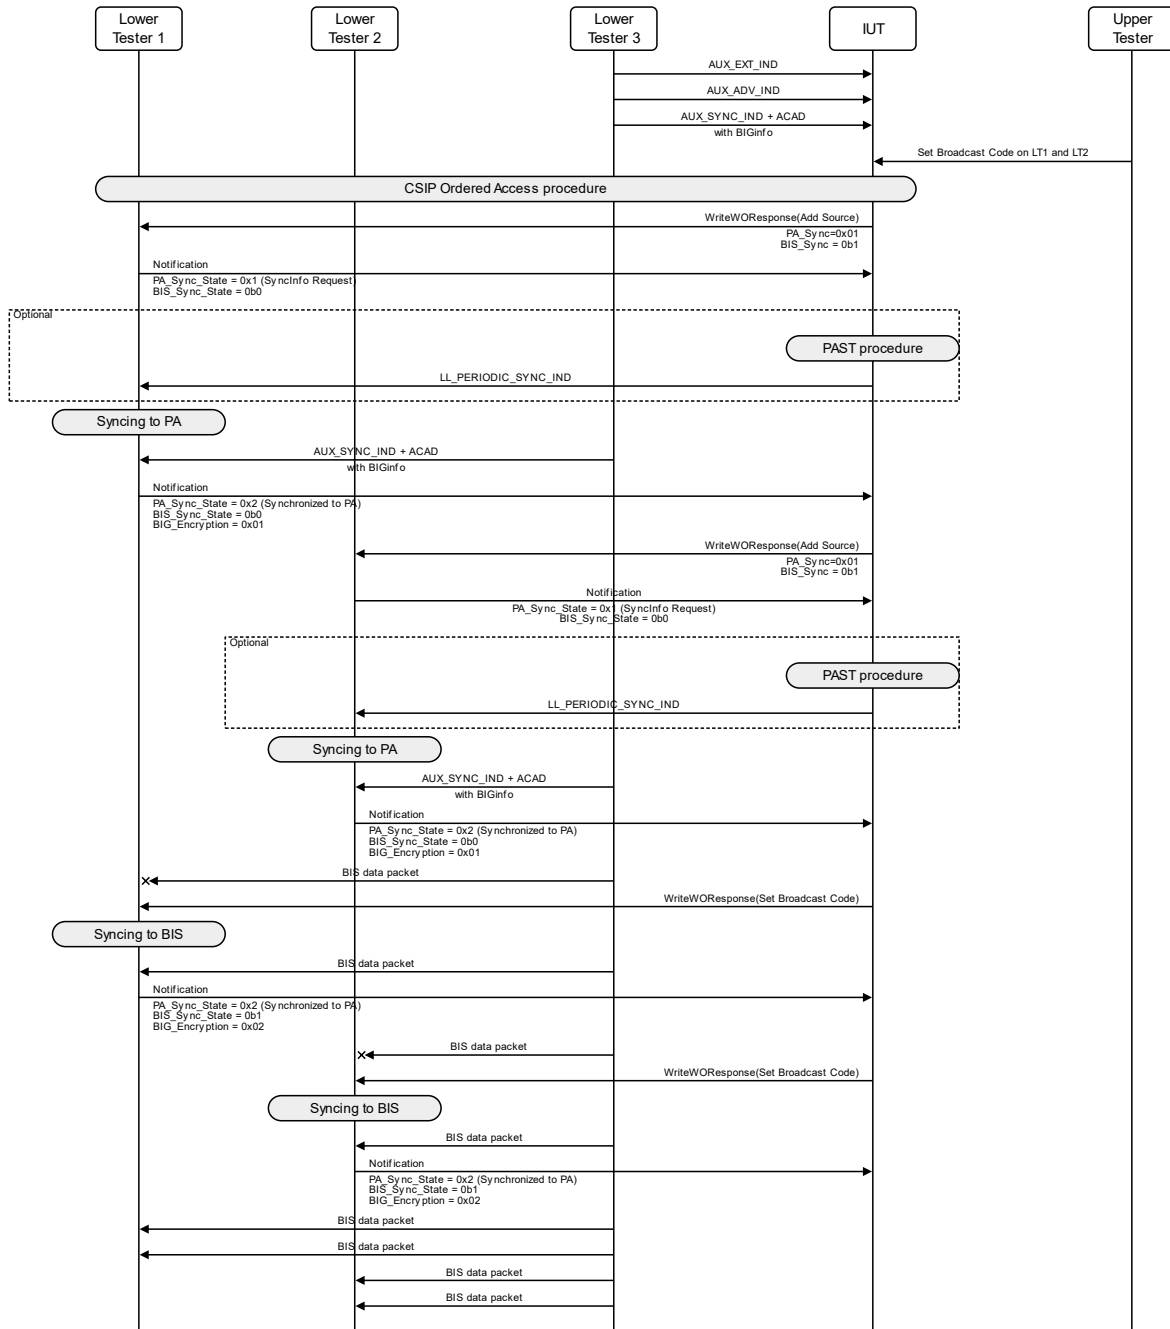 Lower
Tester 1
Lower
Tester 2
Lower
Tester 3
IUT
Upper
Tester
AUX_EXT_IND
AUX_ADV_IND
AUX_SYNC_IND + ACAD
with BIGinfo
Set Broadcast Code on LT1 and LT2
CSIP Ordered Access procedure
WriteWOResponse(Add Source)
PA_Sync=0x01
BIS_Sync = 0b1
Notification
PA_Sync_State = 0x1 (SyncInfo Request)
BIS_Sync_State = 0b0
Optional
PAST procedure
LL_PERIODIC_SYNC_IND
Syncing to PA
AUX_SYNC_IND + ACAD
with BIGinfo
Notification
PA_Sync_State = 0x2 (Synchronized to PA)
BIS_Sync_State = 0b0
BIG_Encryption = 0x01
WriteWOResponse(Add Source)
PA_Sync=0x01
BIS_Sync = 0b1
Notification
PA_Sync_State = 0x1 (SyncInfo Request)
BIS_Sync_State = 0b0
Optional
PAST procedure
LL_PERIODIC_SYNC_IND
Syncing to PA
AUX_SYNC_IND + ACAD
with BIGinfo
Notification
PA_Sync_State = 0x2 (Synchronized to PA)
BIS_Sync_State = 0b0
BIG_Encryption = 0x01
BIS data packet
WriteWOResponse(Set Broadcast Code)
Syncing to BIS
BIS data packet
Notification
PA_Sync_State = 0x2 (Synchronized to PA)
BIS_Sync_State = 0b1
BIG_Encryption = 0x02
BIS data packet
WriteWOResponse(Set Broadcast Code)
Syncing to BIS
BIS data packet
Notification
PA_Sync_State = 0x2 (Synchronized to PA)
BIS_Sync_State = 0b1
BIG_Encryption = 0x02
BIS data packet
BIS data packet
BIS data packet
BIS data packet